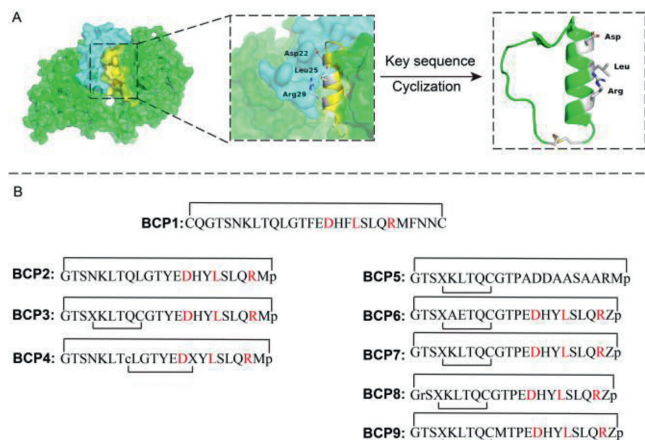 A
Asp22
Leu25
Arg29
Key sequence
Cyclization
Asp
Leu
Arg
B
BCP1: CQGTSNKLTQLGTFEDHFLSLQRMFNNC
BCP2: GTSNKLTQLGTYEDHYLSLQRMp
BCP3: GTSXKLTQCGTYEDHYLSLQRMp
BCP4: GTSNKLTcLGTYEDXYLSLQRMp
BCP5: GTSXKLTQCGTPADDAASAARMp
BCP6: GTSXAETQCGTPEDHYLSLQRZp
BCP7: GTSXKLTQCGTPEDHYLSLQRZp
BCP8: GrSXKLTQCGTPEDHYLSLQRZp
BCP9: GTSXKLTQCMTPEDHYLSLQRZp